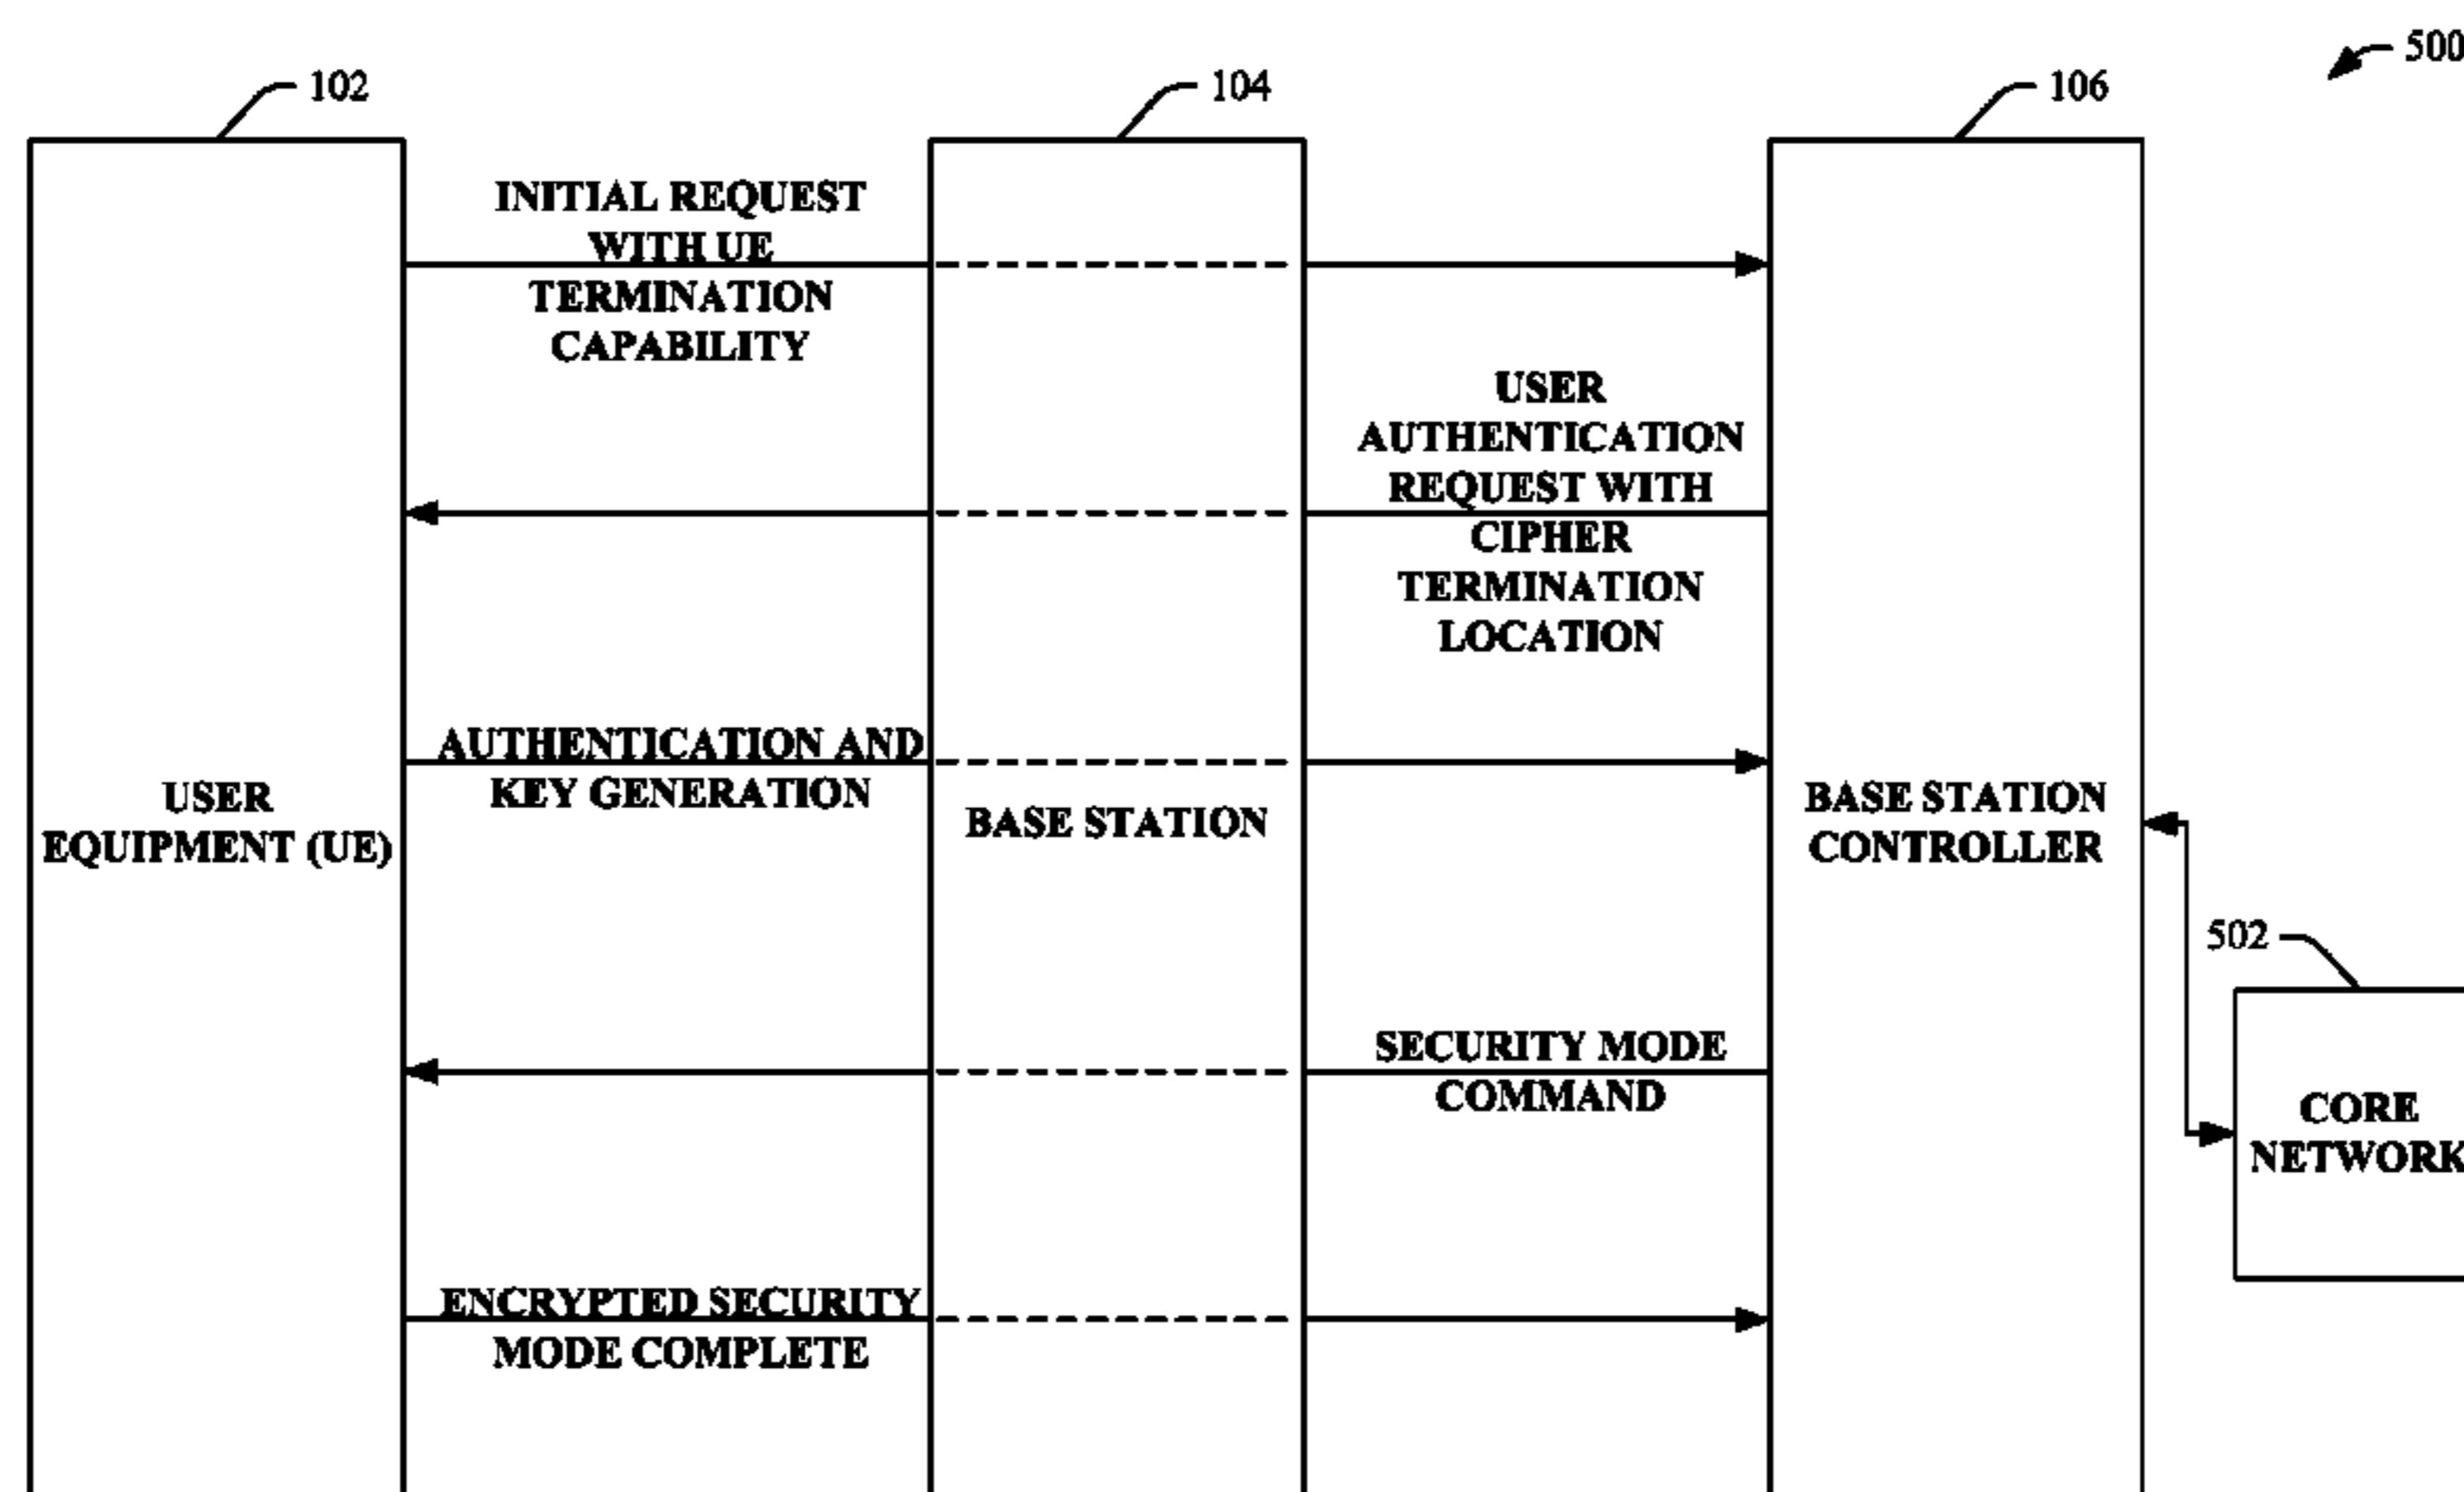 500
102
104
106
INITIAL REQUEST
WITH UE
TERMINATION
CAPABILITY
USER
AUTHENTICATION
REQUEST WITH
CIPHER
TERMINATION
LOCATION
AUTHENTICATION AND
KEY GENERATION
USER
EQUIPMENT (UE)
BASE STATION
BASE STATION
CONTROLLER
502
SECURITY MODE
COMMAND
CORE
NETWORK
ENCRYPTED SECURITY
MODE COMPLETE